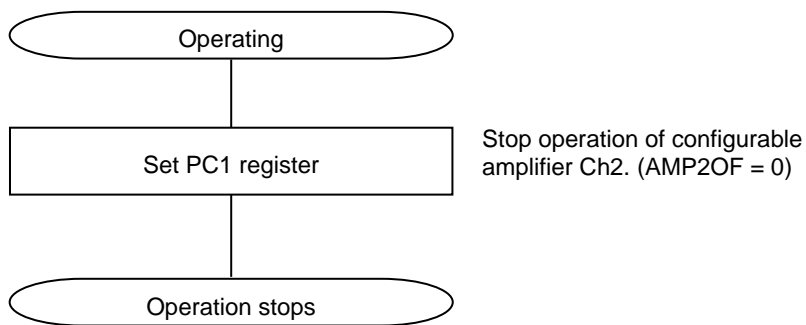 Operating
Set PC1 register
Stop operation of configurable
amplifier Ch2. (AMP2OF = 0)
Operation stops